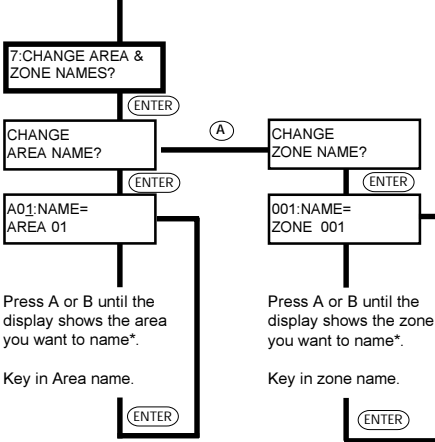 7:CHANGE AREA &
ZONE NAMES?
ENTER
CHANGE
AREA NAME?
A
CHANGE
ZONE NAME?
ENTER
ENTER
A01:NAME=
AREA 01
001:NAME=
ZONE 001
Press A or B until the
display shows the area
you want to name*.
Key in Area name.
ENTER
Press A or B until the
display shows the zone
you want to name*.
Key in zone name.
ENTER